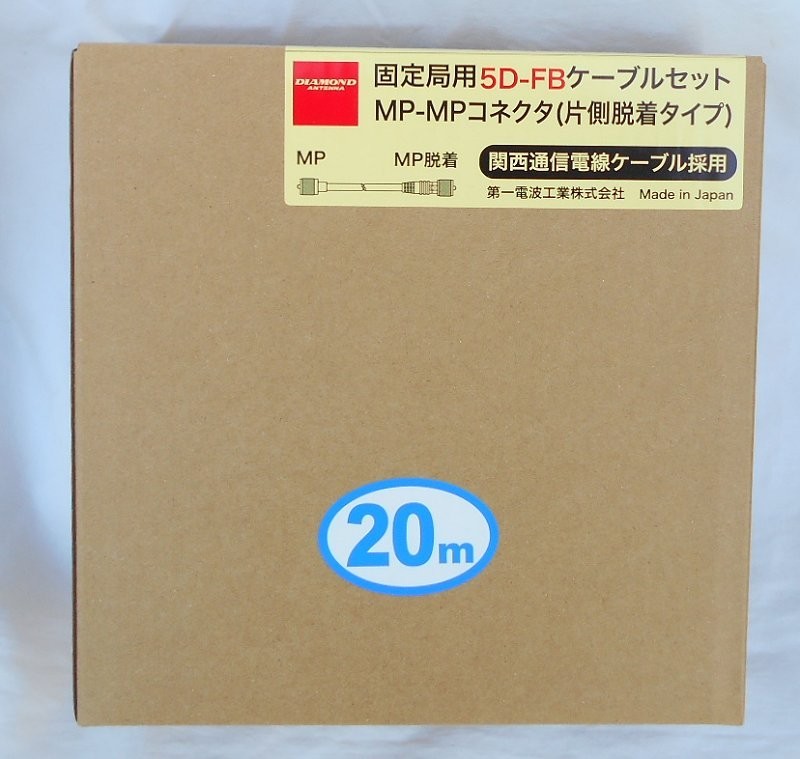 DIAMOND
ANTENNA
固定局用5D-FBケーブルセット
MP-MPコネクタ(片側脱着タイプ)
MP MP脱着 関西通信電線ケーブル採用
第一電波工業株式会社 Made in Japan
20m